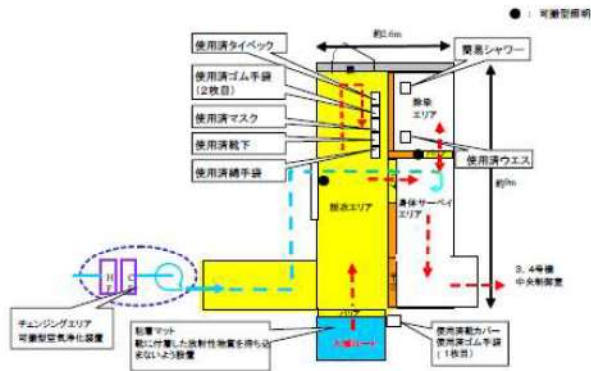 ● : 可搬型照明
約2.6m
使用済タイベック
使用済ゴム手袋
(2枚目)
使用済マスク
使用済靴下
使用済綿手袋
簡易シャワー
除染
エリア
使用済ウエス
約9m
脱衣エリア
身体サーベイ
エリア
3,4号機
中央制御室
チェンジングエリア
可搬型空気浄化装置
粘着マット
靴に付着した放射性物質を持ち込
まないよう設置
バリア
使用済靴カバー
使用済ゴム手袋
(1枚目)